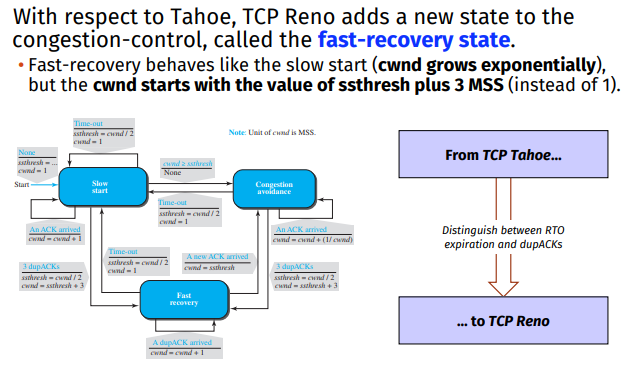 With respect to Tahoe, TCP Reno adds a new state to the
congestion-control, called the fast-recovery state.
• Fast-recovery behaves like the slow start (cwnd grows exponentially),
but the cwnd starts with the value of ssthresh plus 3 MSS (instead of 1).
Time-out
ssthresh = cwnd / 2
cwnd = 1
Note: Unit of cwnd is MSS.
None
ssthresh = ...
cwnd = 1
Start
Slow
start
cwnd ≥ ssthresh
None
Congestion
avoidance
Time-out
ssthresh = cwnd / 2
cwnd = 1
An ACK arrived
cwnd = cwnd + 1
An ACK arrived
cwnd = cwnd + (1/ cwnd)
Time-out
ssthresh = cwnd / 2
cwnd = 1
A new ACK arrived
cwnd = ssthresh
3 dupACKs
ssthresh = cwnd / 2
cwnd = ssthresh + 3
3 dupACKs
ssthresh = cwnd / 2
cwnd = ssthresh + 3
Fast
recovery
A dupACK arrived
cwnd = cwnd + 1
From TCP Tahoe...
Distinguish between RTO
expiration and dupACKs
... to TCP Reno